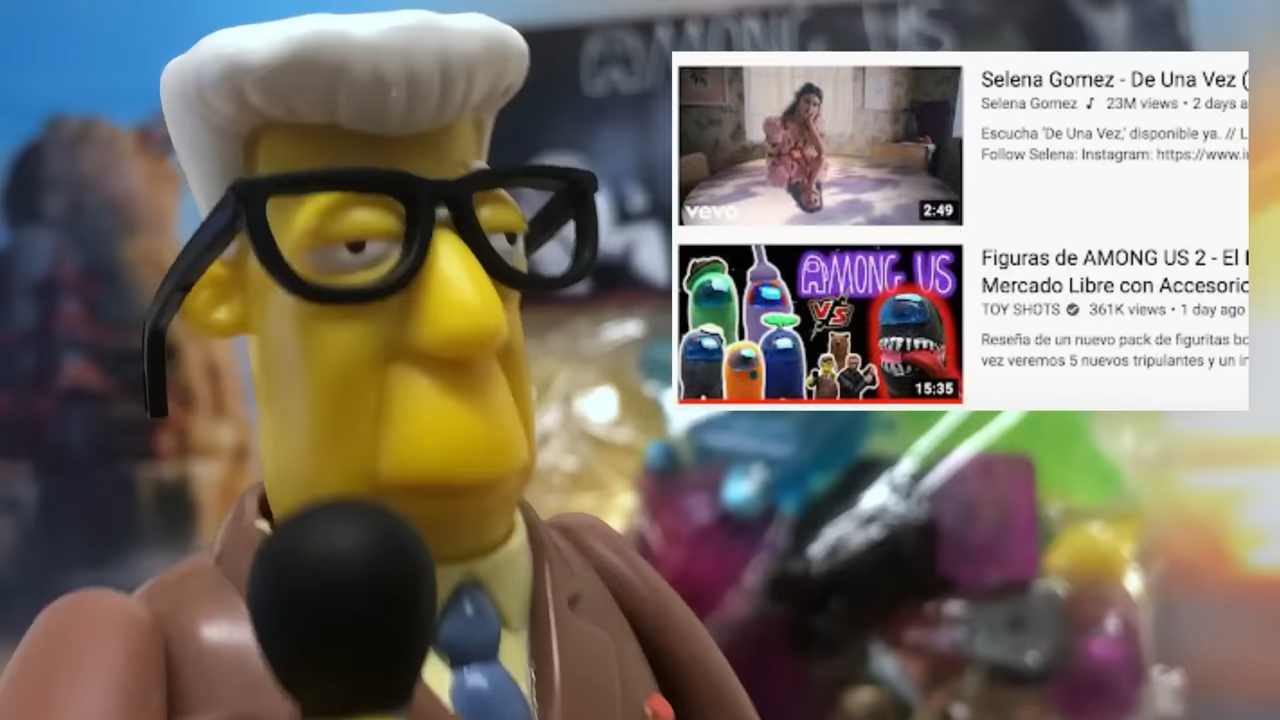 AMONG US
Selena Gomez - De Una Vez (
Selena Gomez 23M views • 2 days a
Escucha 'De Una Vez,' disponible ya. // L
Follow Selena: Instagram: https://www.i
vevo
2:49
Figuras de AMONG US 2 - El
Mercado Libre con Accesorio
TOY SHOTS 361K views • 1 day ago
Reseña de un nuevo pack de figuritas bo
vez veremos 5 nuevos tripulantes y un i
AMONG US
VS
15:35